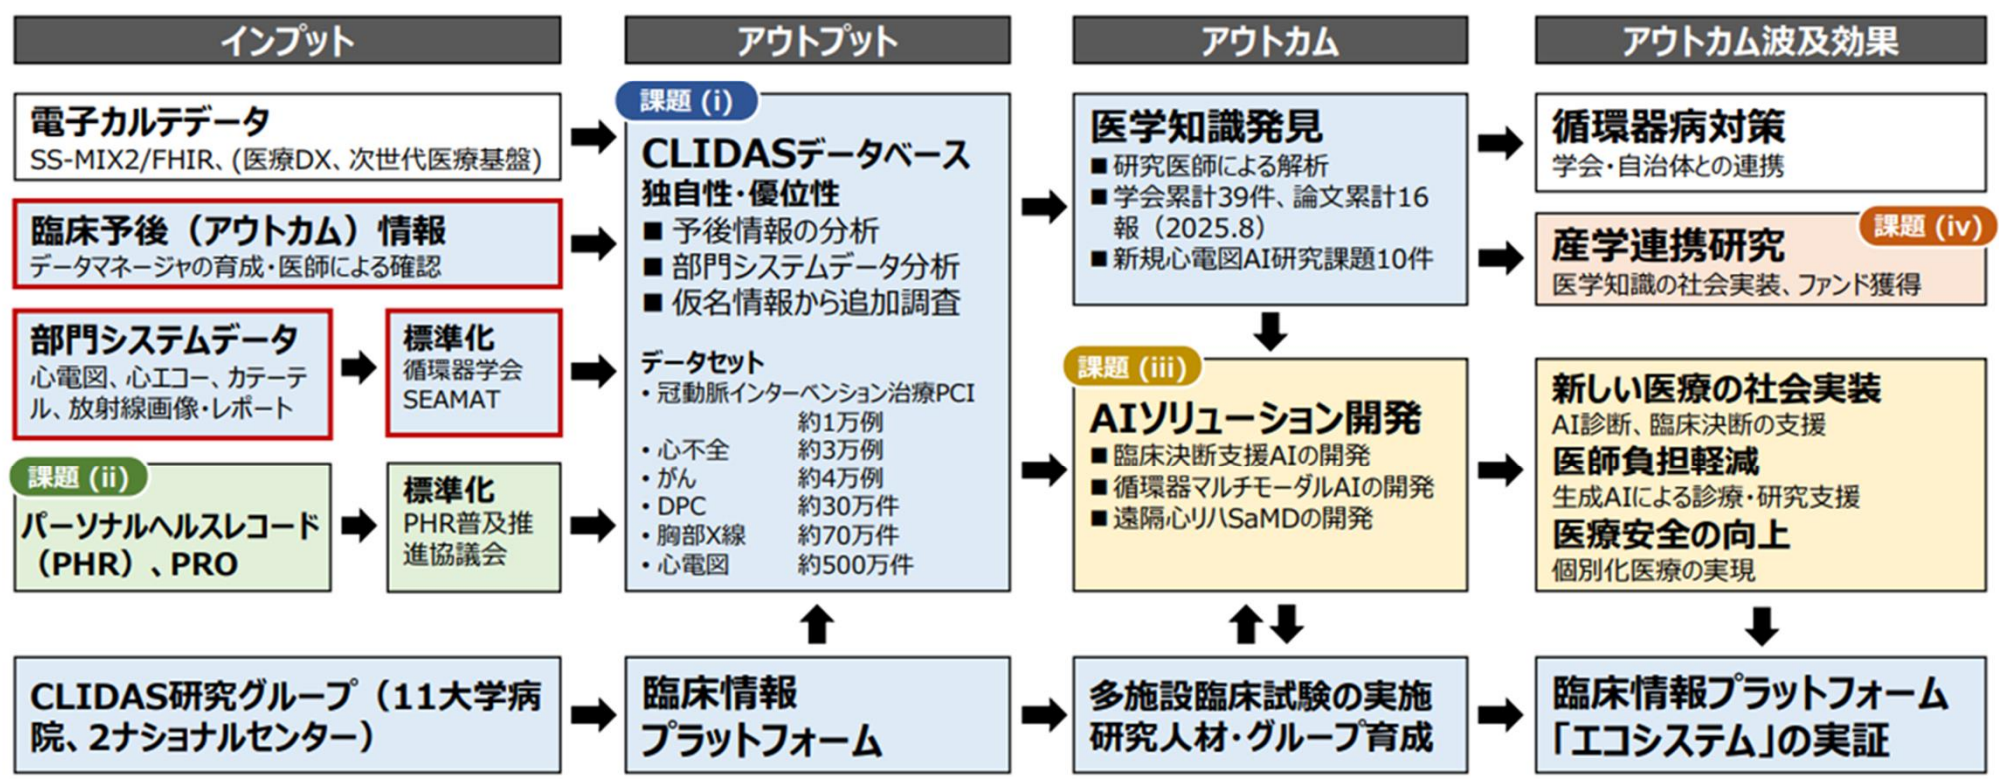 インプット
アウトプット
アウトカム
アウトカム波及効果
電子カルテデータ
SS-MIX2/FHIR、(医療DX、次世代医療基盤)
臨床予後（アウトカム）情報
データマネージャの育成・医師による確認
部門システムデータ
心電図、心エコー、カテーテ
ル、放射線画像・レポート
標準化
循環器学会
SEAMAT
課題 (ii)
パーソナルヘルスレコード
（PHR）、PRO
標準化
PHR普及推
進協議会
CLIDAS研究グループ（11大学病
院、2ナショナルセンター）
課題 (i)
CLIDASデータベース
独自性・優位性
■ 予後情報の分析
■ 部門システムデータ分析
■ 仮名情報から追加調査
データセット
・冠動脈インターベンション治療PCI
約1万例
・心不全 約3万例
・がん 約4万例
・DPC 約30万件
・胸部X線 約70万件
・心電図 約500万件
臨床情報
プラットフォーム
医学知識発見
■ 研究医師による解析
■ 学会累計39件、論文累計16
報（2025.8）
■ 新規心電図AI研究課題10件
課題 (iii)
AIソリューション開発
■ 臨床決断支援AIの開発
■ 循環器マルチモーダルAIの開発
■ 遠隔心リハSaMDの開発
多施設臨床試験の実施
研究人材・グループ育成
循環器病対策
学会・自治体との連携
課題 (iv)
産学連携研究
医学知識の社会実装、ファンド獲得
新しい医療の社会実装
AI診断、臨床決断の支援
医師負担軽減
生成AIによる診療・研究支援
医療安全の向上
個別化医療の実現
臨床情報プラットフォーム
「エコシステム」の実証